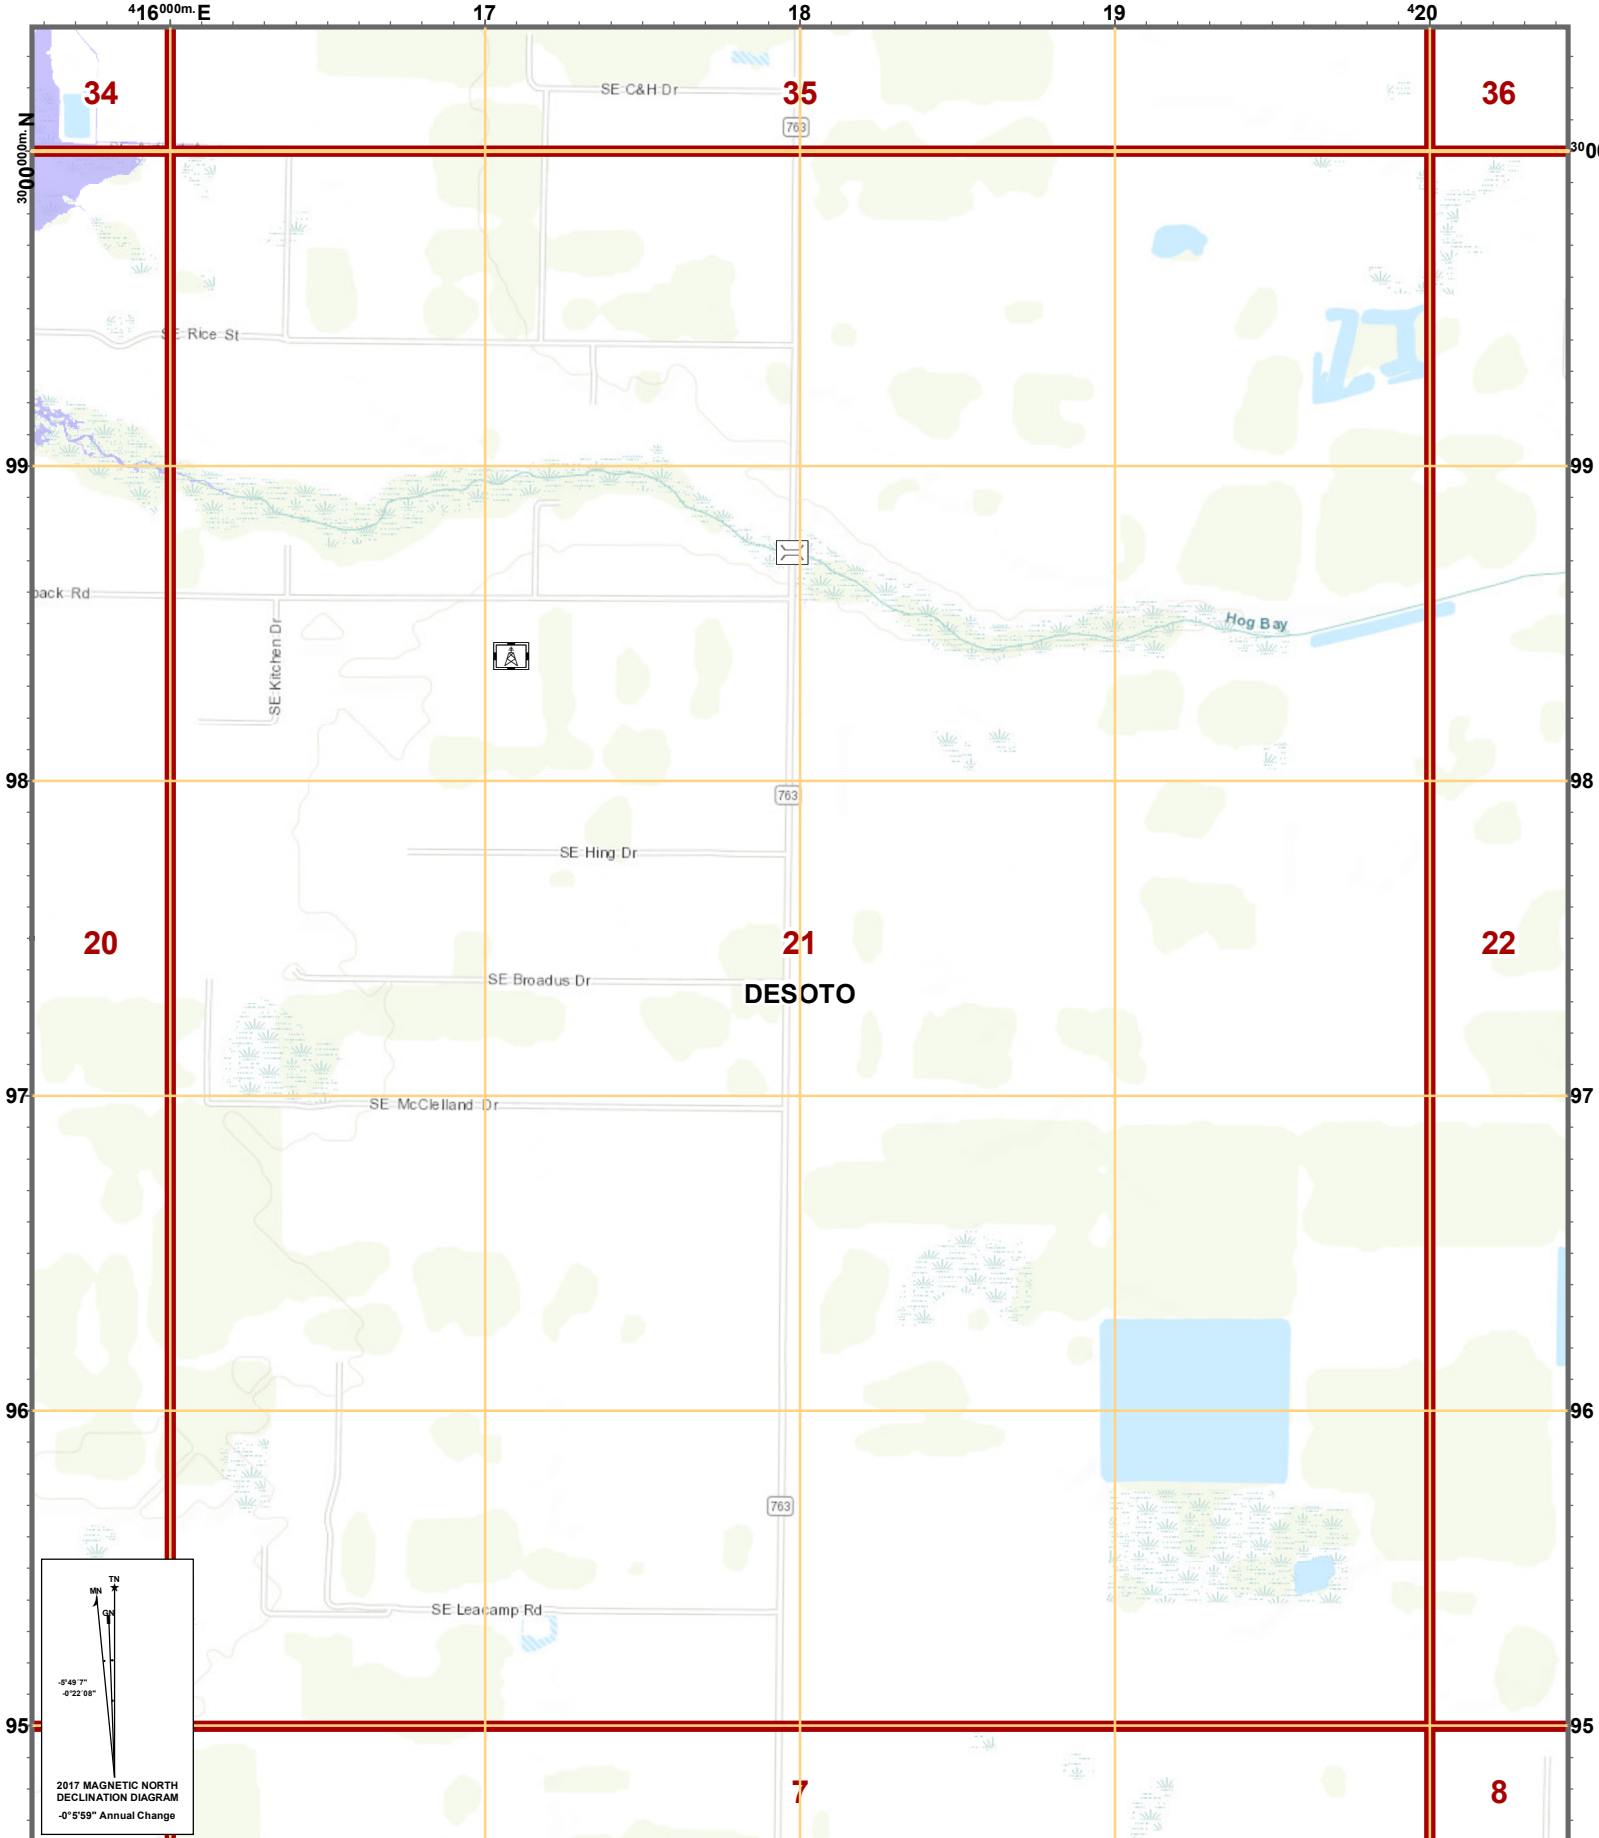 416000m.E 17 18 19 420
34 35 36
SE C&H Dr
763
3000000m.N
3000
SE Rice St
99 99
back Rd
Hog Bay
SE Kitchen Dr
98 98
763
SE Hing Dr
20 21 22
SE Broadus Dr
DESOTO
97 97
SE McClelland Dr
96 96
763
SE Leacamp Rd
TN
MN
GN
-5°49'7"
-0°22'08"
95 95
2017 MAGNETIC NORTH
DECLINATION DIAGRAM
-0°5'59" Annual Change
7 8